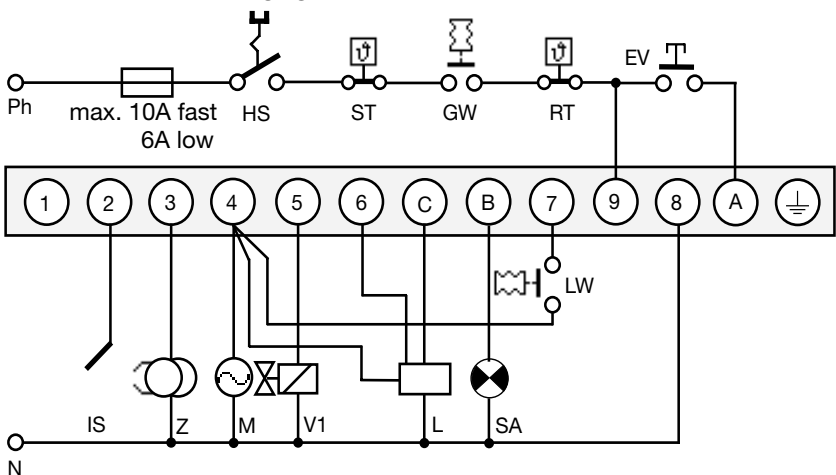 EV
Ph
max. 10A fast HS ST GW RT
6A low
1 2 3 4 5 6 C B 7 9 8 A
LW
IS Z M V1 L SA
N